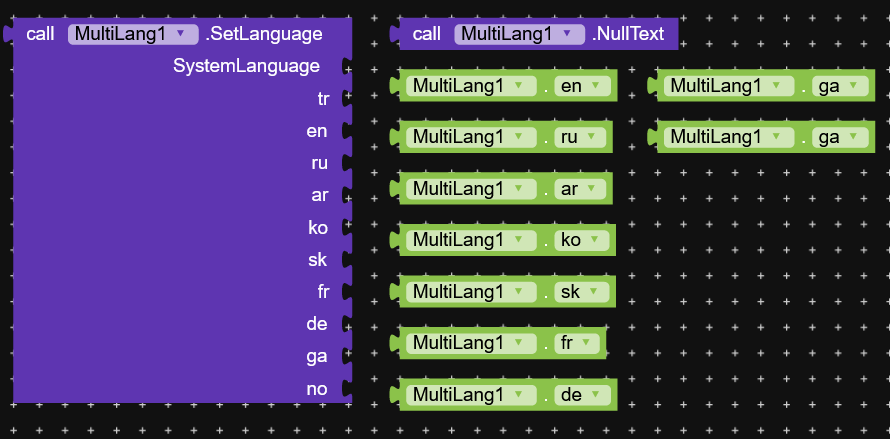 call MultiLang1 .SetLanguage
SystemLanguage
tr
en
ru
ar
ko
sk
fr
de
ga
no
call MultiLang1 .NullText
MultiLang1 . en
MultiLang1 . ru
MultiLang1 . ar
MultiLang1 . ko
MultiLang1 . sk
MultiLang1 . fr
MultiLang1 . de
MultiLang1 . ga
MultiLang1 . ga